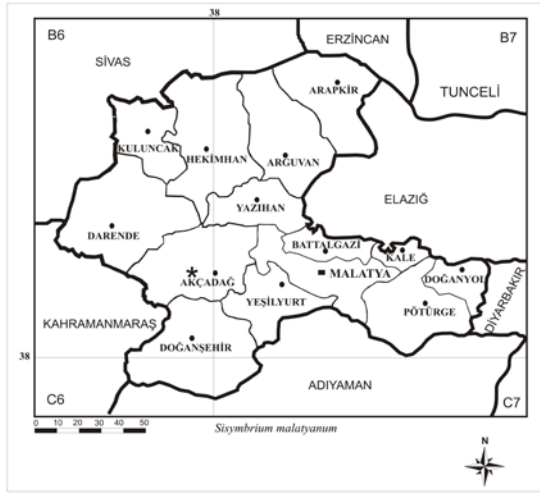 38
B6
B7
ERZİNCAN
SİVAS
ARAPKİR
TUNCELİ
KULUNCAK
HEKİMHAN
ARGUVAN
ELAZIĞ
YAZIHAN
DARENDE
BATTALGAZİ
KALE
AKÇADAĞ
MALATYA
DOĞANYOL
YEŞİLYURT
PÖTÜRGE
DİYARBAKIR
KAHRAMANMARAŞ
DOĞANŞEHİR
38
ADIYAMAN
C6
C7
0 10 20 30 40 50
Sisymbrium malatyanum
N